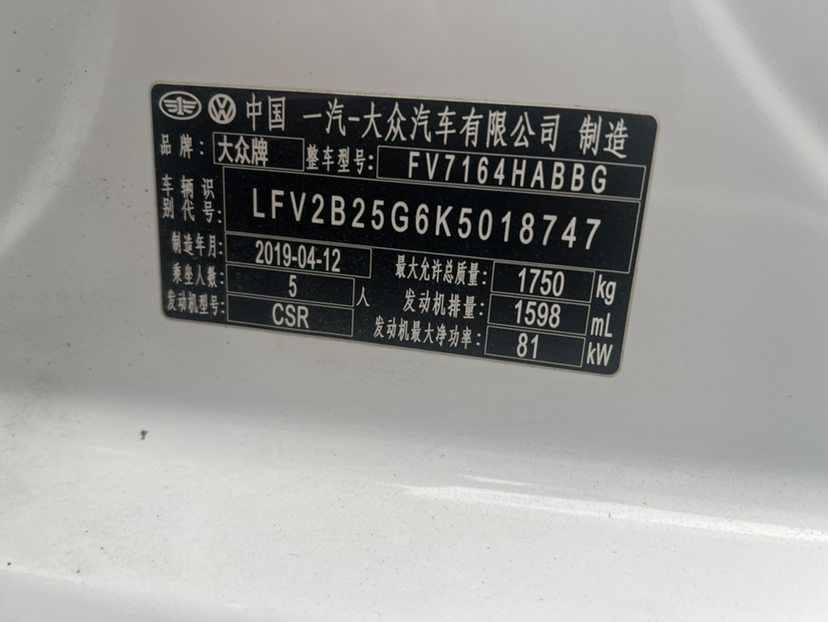 中国 一汽-大众汽车有限公司 制造
品牌: 大众牌 整车型号: FV7164HABBG
车辆识别代号: LFV2B25G6K5018747
制造年月: 2019-04-12 最大允许总质量: 1750 kg
乘坐人数: 5 人 发动机排量: 1598 mL
发动机型号: CSR 发动机最大净功率: 81 kW